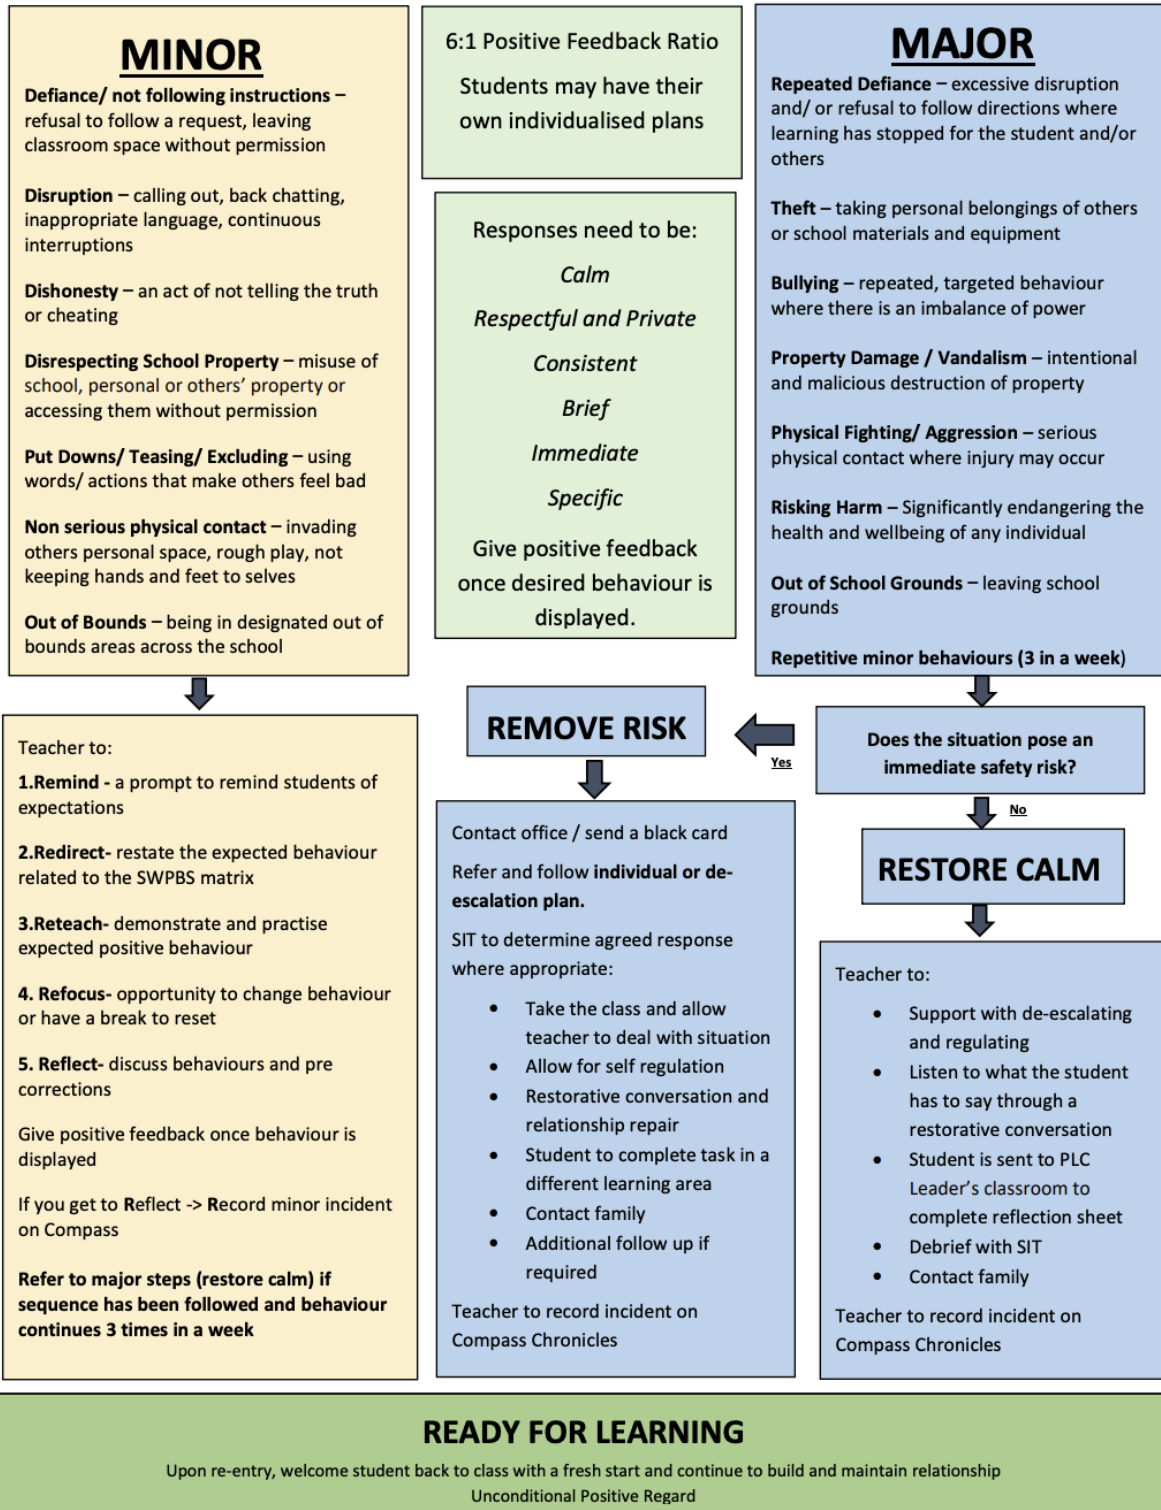 MINOR
Defiance/ not following instructions –
refusal to follow a request, leaving
classroom space without permission
Disruption – calling out, back chatting,
inappropriate language, continuous
interruptions
Dishonesty – an act of not telling the truth
or cheating
Disrespecting School Property – misuse of
school, personal or others’ property or
accessing them without permission
Put Downs/ Teasing/ Excluding – using
words/ actions that make others feel bad
Non serious physical contact – invading
others personal space, rough play, not
keeping hands and feet to selves
Out of Bounds – being in designated out of
bounds areas across the school
6:1 Positive Feedback Ratio
Students may have their
own individualised plans
Responses need to be:
Calm
Respectful and Private
Consistent
Brief
Immediate
Specific
Give positive feedback
once desired behaviour is
displayed.
MAJOR
Repeated Defiance – excessive disruption
and/ or refusal to follow directions where
learning has stopped for the student and/or
others
Theft – taking personal belongings of others
or school materials and equipment
Bullying – repeated, targeted behaviour
where there is an imbalance of power
Property Damage / Vandalism – intentional
and malicious destruction of property
Physical Fighting/ Aggression – serious
physical contact where injury may occur
Risking Harm – Significantly endangering the
health and wellbeing of any individual
Out of School Grounds – leaving school
grounds
Repetitive minor behaviours (3 in a week)
Teacher to:
1.Remind - a prompt to remind students of
expectations
2.Redirect- restate the expected behaviour
related to the SWPBS matrix
3.Reteach- demonstrate and practise
expected positive behaviour
4. Refocus- opportunity to change behaviour
or have a break to reset
5. Reflect- discuss behaviours and pre
corrections
Give positive feedback once behaviour is
displayed
If you get to Reflect -> Record minor incident
on Compass
Refer to major steps (restore calm) if
sequence has been followed and behaviour
continues 3 times in a week
Does the situation pose an
immediate safety risk?
Yes
REMOVE RISK
Contact office / send a black card
Refer and follow individual or de-
escalation plan.
SIT to determine agreed response
where appropriate:
• Take the class and allow
teacher to deal with situation
• Allow for self regulation
• Restorative conversation and
relationship repair
• Student to complete task in a
different learning area
• Contact family
• Additional follow up if
required
Teacher to record incident on
Compass Chronicles
No
RESTORE CALM
Teacher to:
• Support with de-escalating
and regulating
• Listen to what the student
has to say through a
restorative conversation
• Student is sent to PLC
Leader’s classroom to
complete reflection sheet
• Debrief with SIT
• Contact family
Teacher to record incident on
Compass Chronicles
READY FOR LEARNING
Upon re-entry, welcome student back to class with a fresh start and continue to build and maintain relationship
Unconditional Positive Regard